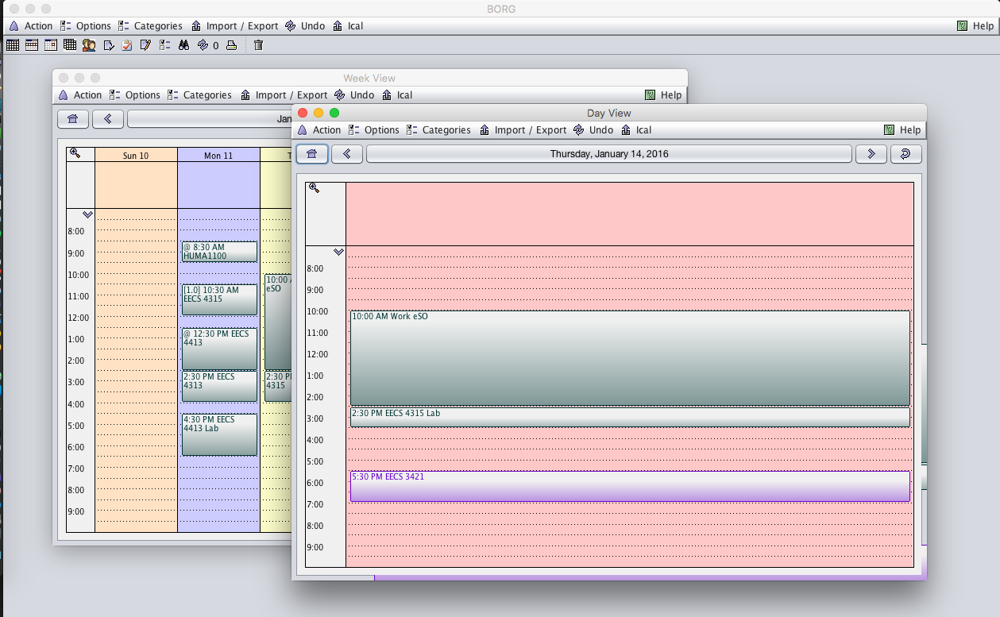 BORG
Action Options Categories Import / Export Undo Ical Help
0
Week View
Action Options Categories Import / Export Undo Ical Help
Jan
Sun 10 Mon 11 T
8:00
9:00
10:00
11:00
12:00
1:00
2:00
3:00
4:00
5:00
6:00
7:00
8:00
9:00
@ 8:30 AM
HUMA1100
[1.0] 10:30 AM
EECS 4315
@ 12:30 PM EECS
4413
2:30 PM EECS
4313
4:30 PM EECS
4413 Lab
10:00
eSO
2:30 P
4315
Day View
Action Options Categories Import / Export Undo Ical Help
Thursday, January 14, 2016
8:00
9:00
10:00
11:00
12:00
1:00
2:00
3:00
4:00
5:00
6:00
7:00
8:00
9:00
10:00 AM Work eSO
2:30 PM EECS 4315 Lab
5:30 PM EECS 3421